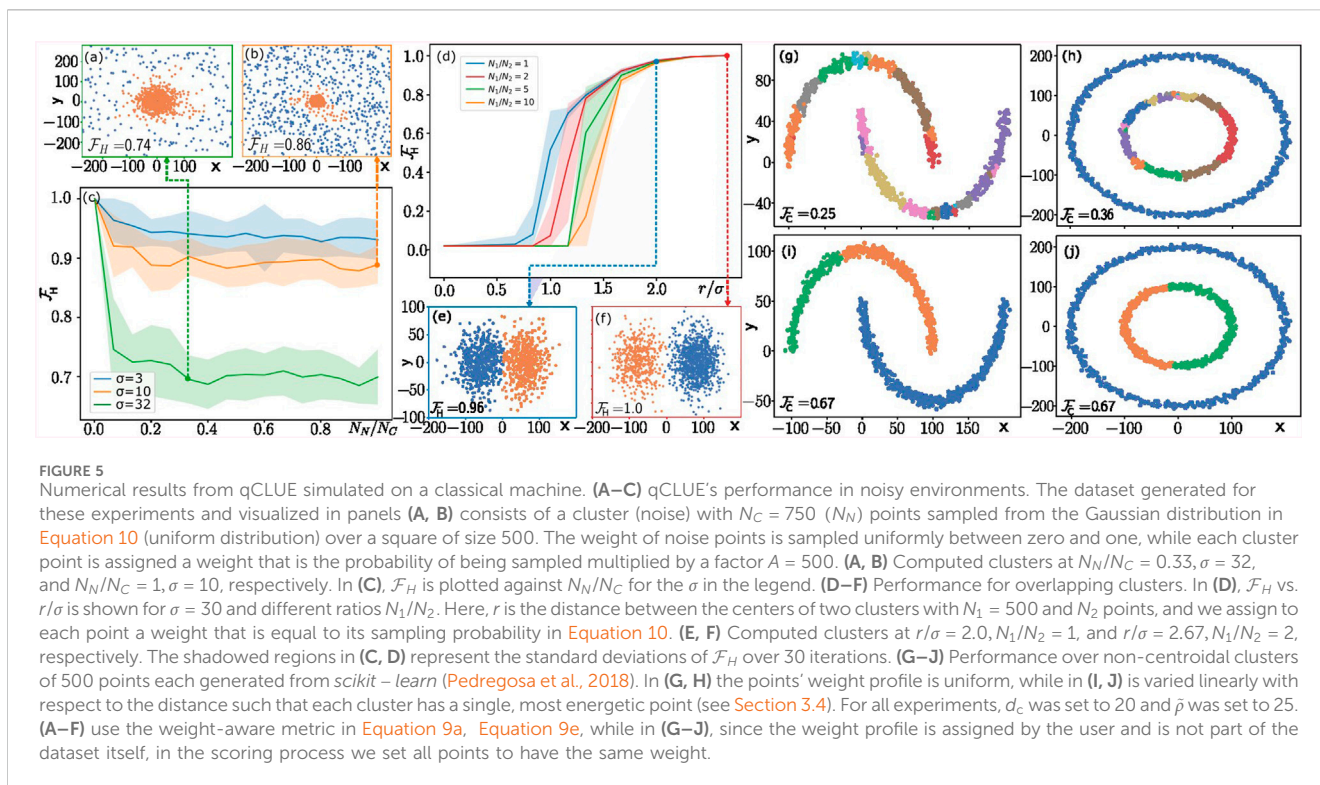 (a)
200
100
0
−100
−200
y
F_H =0.74
−200 −100 0 100 x
(b)
F_H =0.86
−200 −100 0 100 x
(c)
1.0
0.9
0.8
0.7
F_H
σ=3
σ=10
σ=32
0.0 0.2 0.4 0.6 0.8 N_N/N_C
(d)
N_1/N_2 = 1
N_1/N_2 = 2
N_1/N_2 = 5
N_1/N_2 = 10
1.0
0.8
0.6
0.4
0.2
0.0
F_H
0.0 0.5 1.0 1.5 2.0 r/σ
(e)
100
50
0
−50
−100
y
F_H =0.96
−200 −100 0 100 x
(f)
F_H =1.0
−200 −100 0 100 x
(g)
100
80
60
40
20
0
−40
y
F_C =0.25
(h)
200
100
0
−100
−200
F_C =0.36
(i)
100
50
0
−50
y
F_C =0.67
−100 −50 0 50 100 150 x
(j)
200
100
0
−100
−200
F_C =0.67
−200 −100 0 100 x
FIGURE 5
Numerical results from qCLUE simulated on a classical machine. (A–C) qCLUE's performance in noisy environments. The dataset generated for
these experiments and visualized in panels (A, B) consists of a cluster (noise) with N_C = 750 (N_N) points sampled from the Gaussian distribution in
Equation 10 (uniform distribution) over a square of size 500. The weight of noise points is sampled uniformly between zero and one, while each cluster
point is assigned a weight that is the probability of being sampled multiplied by a factor A = 500. (A, B) Computed clusters at N_N/N_C = 0.33, σ = 32,
and N_N/N_C = 1, σ = 10, respectively. In (C), F_H is plotted against N_N/N_C for the σ in the legend. (D–F) Performance for overlapping clusters. In (D), F_H vs.
r/σ is shown for σ = 30 and different ratios N_1/N_2. Here, r is the distance between the centers of two clusters with N_1 = 500 and N_2 points, and we assign to
each point a weight that is equal to its sampling probability in Equation 10. (E, F) Computed clusters at r/σ = 2.0, N_1/N_2 = 1, and r/σ = 2.67, N_1/N_2 = 2,
respectively. The shadowed regions in (C, D) represent the standard deviations of F_H over 30 iterations. (G–J) Performance over non-centroidal clusters
of 500 points each generated from scikit – learn (Pedregosa et al., 2018). In (G, H) the points' weight profile is uniform, while in (I, J) is varied linearly with
respect to the distance such that each cluster has a single, most energetic point (see Section 3.4). For all experiments, d_c was set to 20 and ρ̃ was set to 25.
(A–F) use the weight-aware metric in Equation 9a, Equation 9e, while in (G–J), since the weight profile is assigned by the user and is not part of the
dataset itself, in the scoring process we set all points to have the same weight.